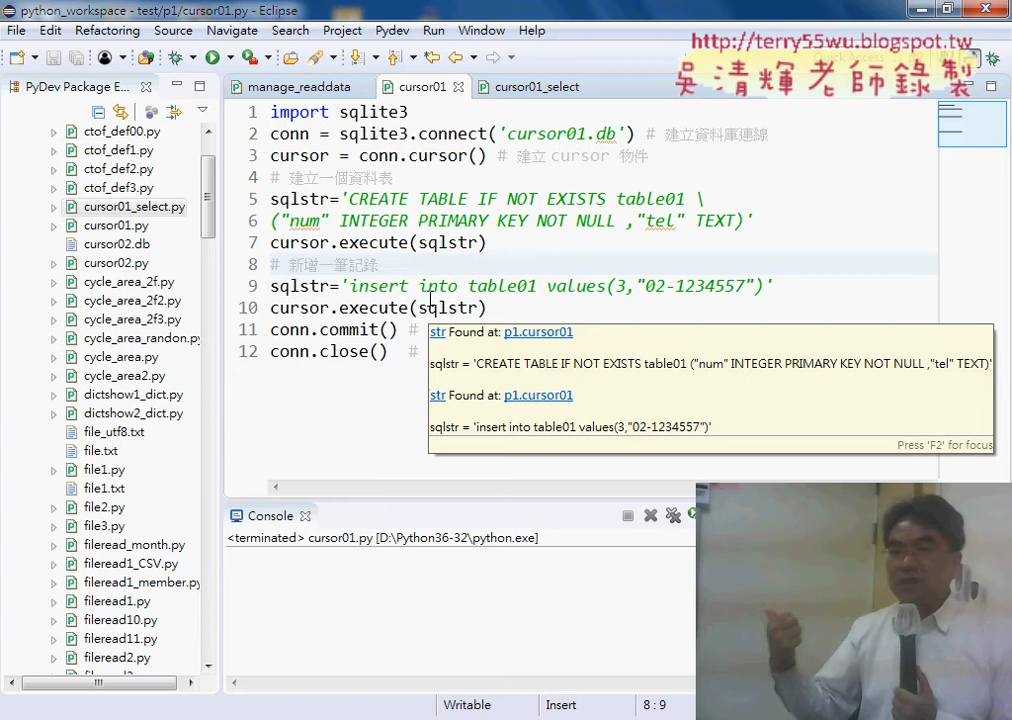 python_workspace - test/p1/cursor01.py - Eclipse
File Edit Refactoring Source Navigate Search Project Pydev Run Window Help
http://terry55wu.blogspot.tw
吳清輝老師錄製
PyDev Package E...
manage_readdata cursor01 cursor01_select
ctof_def00.py
ctof_def1.py
ctof_def2.py
ctof_def3.py
cursor01_select.py
cursor01.py
cursor02.db
cursor02.py
cycle_area_2f.py
cycle_area_2f2.py
cycle_area_2f3.py
cycle_area_randon.py
cycle_area.py
cycle_area2.py
dictshow1_dict.py
dictshow2_dict.py
file_utf8.txt
file.txt
file1.py
file1.txt
file2.py
file3.py
fileread_month.py
fileread1_CSV.py
fileread1_member.py
fileread1.py
fileread10.py
fileread11.py
fileread2.py
1 import sqlite3
2 conn = sqlite3.connect('cursor01.db') # 建立資料庫連線
3 cursor = conn.cursor() # 建立 cursor 物件
4 # 建立一個資料表
5 sqlstr='CREATE TABLE IF NOT EXISTS table01 \
6 ("num" INTEGER PRIMARY KEY NOT NULL ,"tel" TEXT)'
7 cursor.execute(sqlstr)
8 # 新增一筆記錄
9 sqlstr='insert into table01 values(3,"02-1234557")'
10 cursor.execute(sqlstr)
11 conn.commit() #
12 conn.close() #
str Found at: p1.cursor01
sqlstr = 'CREATE TABLE IF NOT EXISTS table01 ("num" INTEGER PRIMARY KEY NOT NULL ,"tel" TEXT)'
str Found at: p1.cursor01
sqlstr = 'insert into table01 values(3,"02-1234557")'
Press 'F2' for focus
Console
<terminated> cursor01.py [D:\Python36-32\python.exe]
Writable Insert 8 : 9